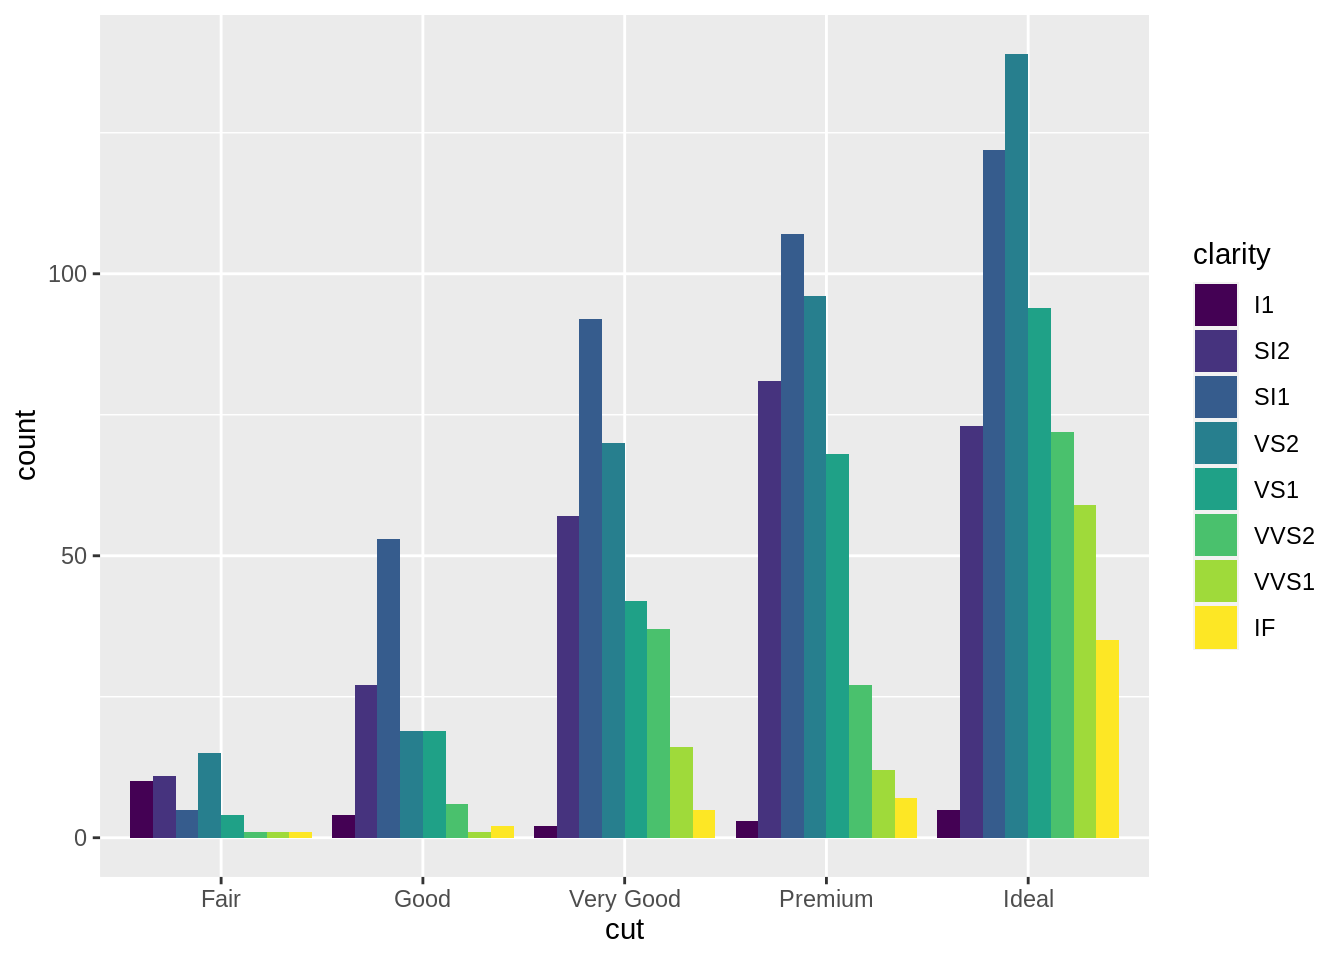 count
100
50
0
Fair
Good
Very Good
Premium
Ideal
cut
clarity
I1
SI2
SI1
VS2
VS1
VVS2
VVS1
IF